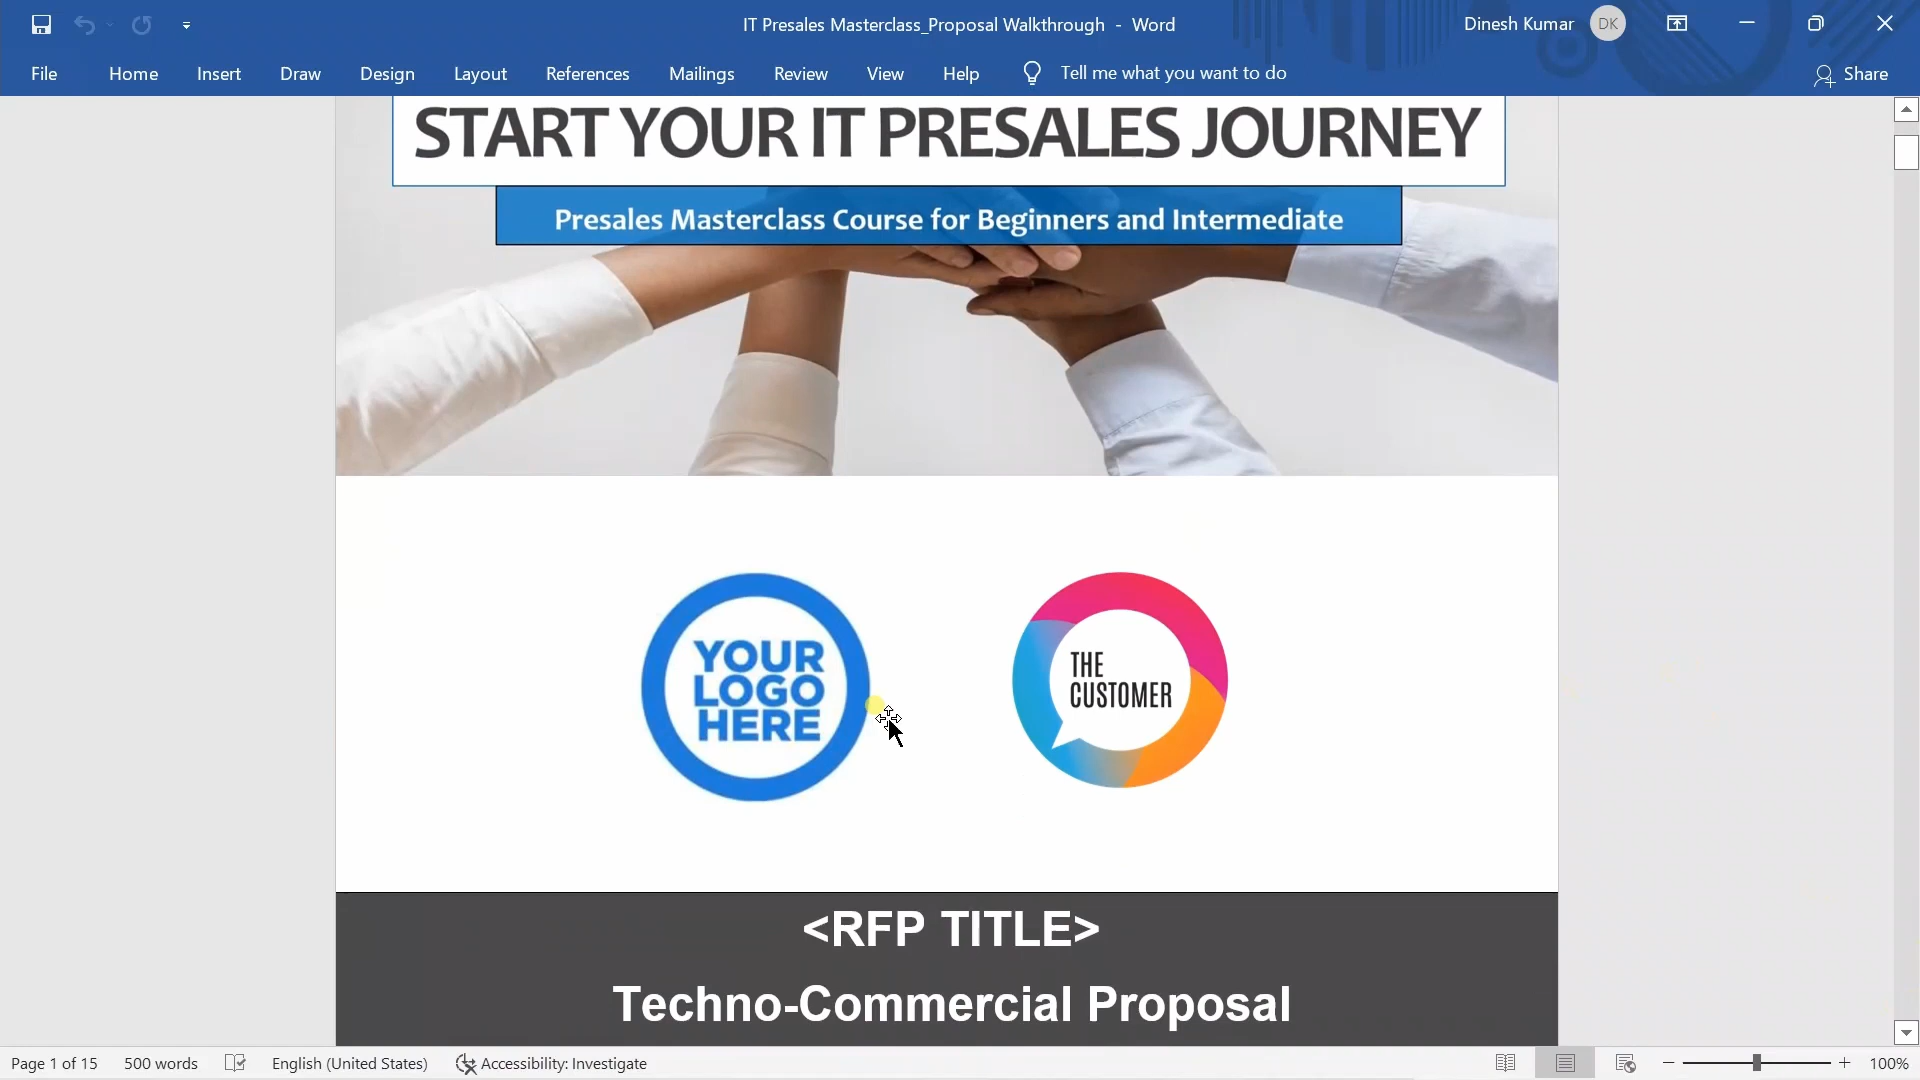 IT Presales Masterclass_Proposal Walkthrough - Word
Dinesh Kumar DK
File Home Insert Draw Design Layout References Mailings Review View Help Tell me what you want to do Share
START YOUR IT PRESALES JOURNEY
Presales Masterclass Course for Beginners and Intermediate
YOUR
LOGO
HERE
THE
CUSTOMER
<RFP TITLE>
Techno-Commercial Proposal
Page 1 of 15 500 words English (United States) Accessibility: Investigate 100%